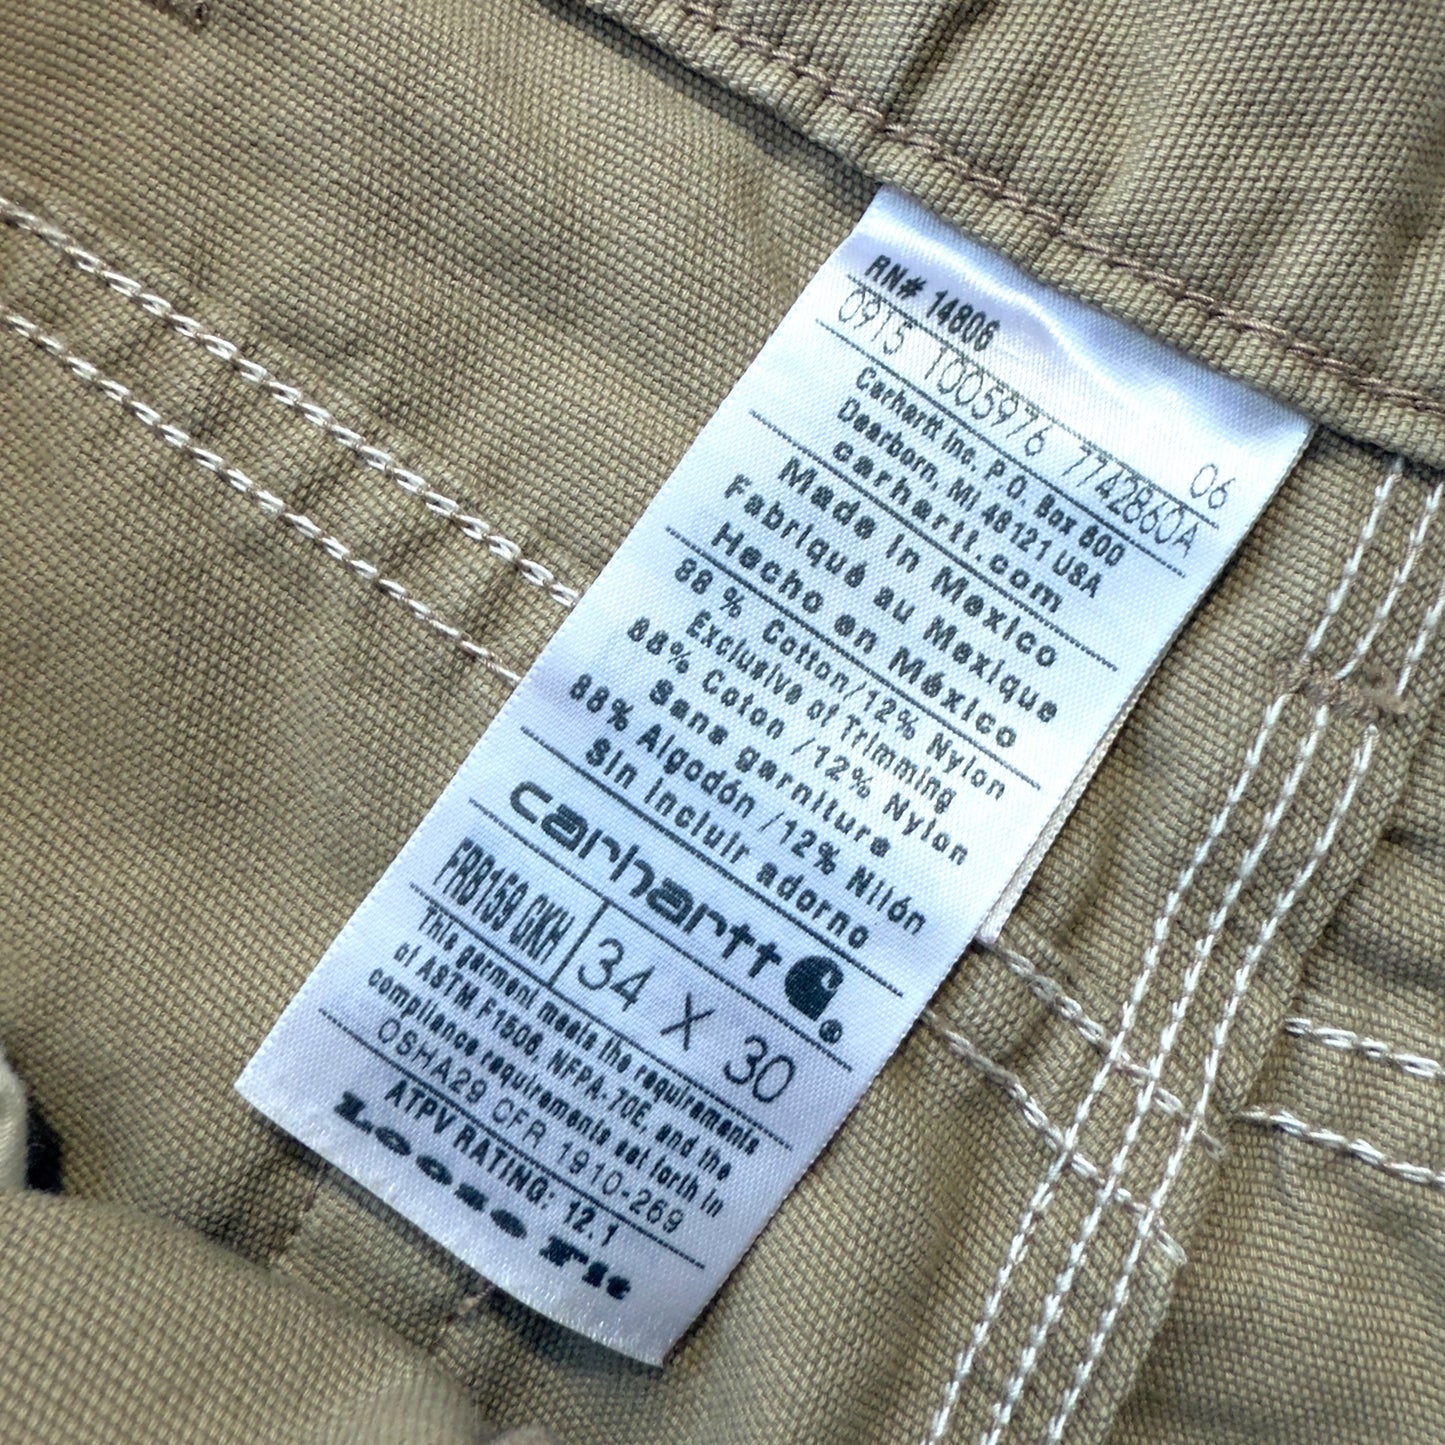 RN# 14806
06
0915 1005976 7742860A
Carhartt Inc. P.O. Box 600
Dearborn, MI 48121 USA
carhartt.com
Made in Mexico
Fabriqué au Mexique
Hecho en México
88 % Cotton/12% Nylon
Exclusive of Trimming
88% Coton /12% Nylon
Sans garniture
88% Algodón /12% Nilón
Sin incluir adorno
carhartt ®
FRB159 GKH 34 X 30
This garment meets the requirements
of ASTM F1506, NFPA-70E, and the
compliance requirements set forth in
OSHA29 CFR 1910-269
ATPV RATING: 12.1
Loose Fit